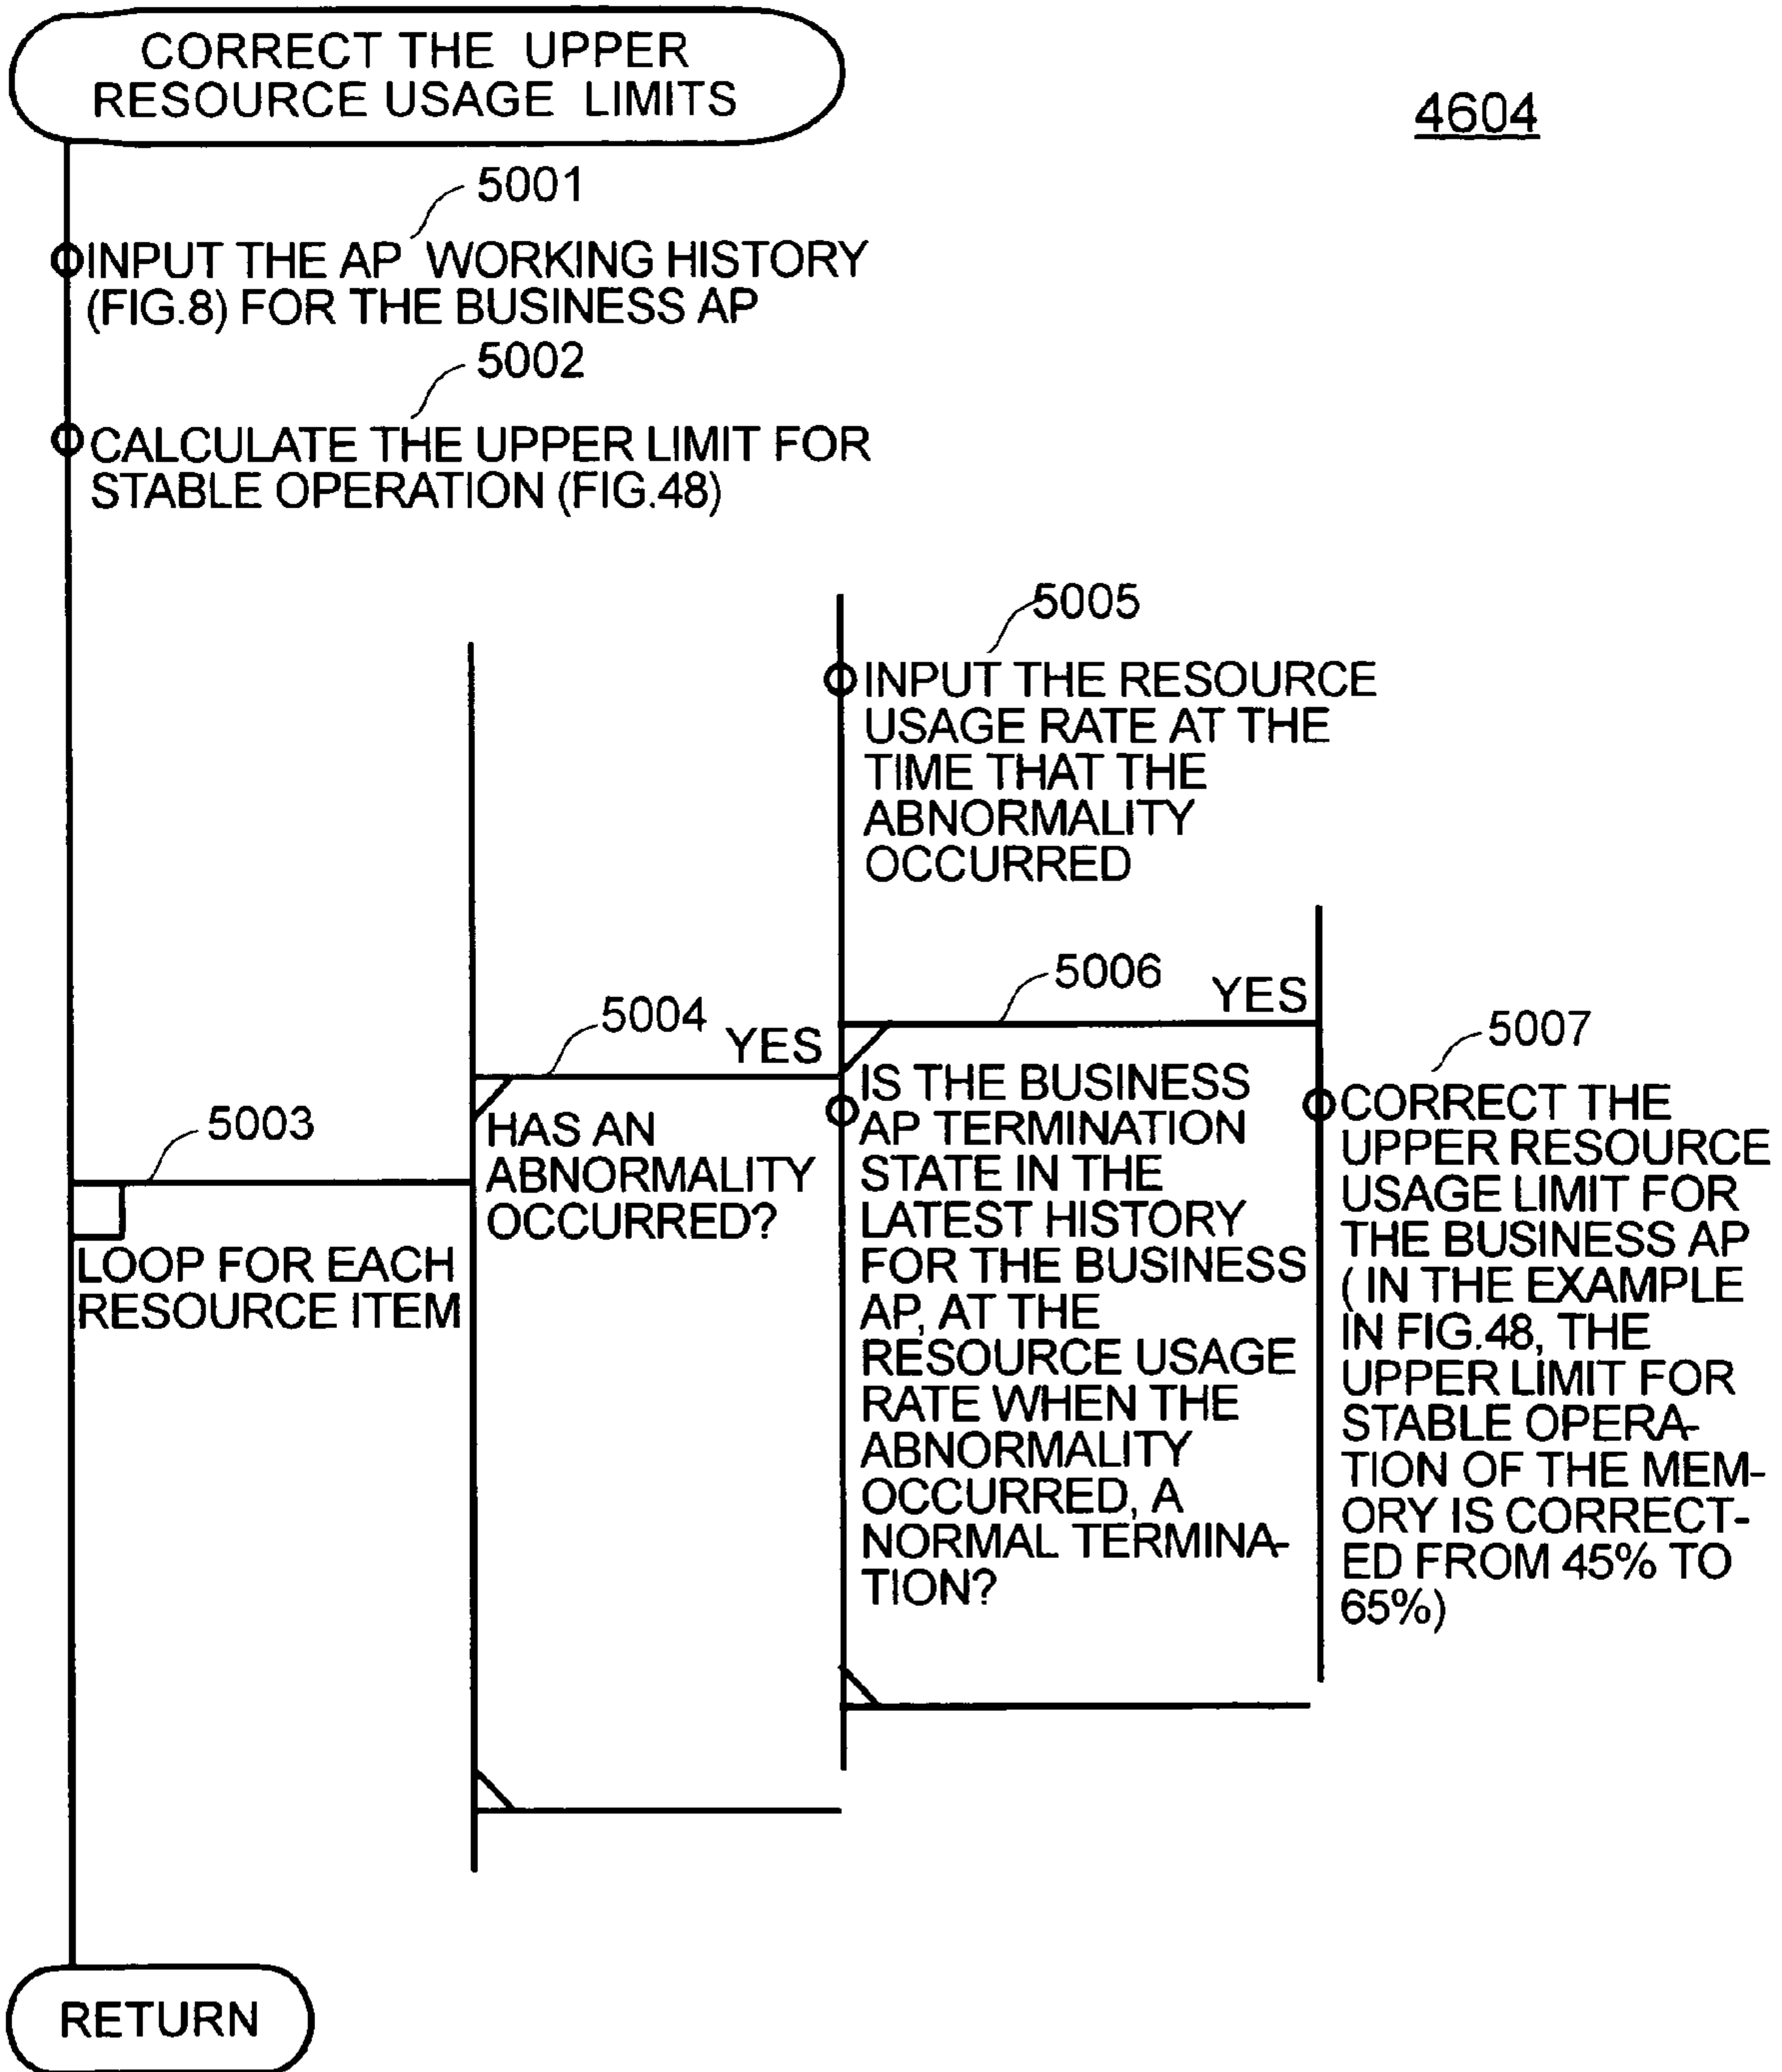 CORRECT THE UPPER
RESOURCE USAGE LIMITS
4604
5001
INPUT THE AP WORKING HISTORY
(FIG.8) FOR THE BUSINESS AP
5002
CALCULATE THE UPPER LIMIT FOR
STABLE OPERATION (FIG.48)
5003
LOOP FOR EACH
RESOURCE ITEM
5004
YES
HAS AN
ABNORMALITY
OCCURRED?
5005
INPUT THE RESOURCE
USAGE RATE AT THE
TIME THAT THE
ABNORMALITY
OCCURRED
5006
YES
IS THE BUSINESS
AP TERMINATION
STATE IN THE
LATEST HISTORY
FOR THE BUSINESS
AP, AT THE
RESOURCE USAGE
RATE WHEN THE
ABNORMALITY
OCCURRED, A
NORMAL TERMINA-
TION?
5007
CORRECT THE
UPPER RESOURCE
USAGE LIMIT FOR
THE BUSINESS AP
( IN THE EXAMPLE
IN FIG.48, THE
UPPER LIMIT FOR
STABLE OPERA-
TION OF THE MEM-
ORY IS CORRECT-
ED FROM 45% TO
65%)
RETURN